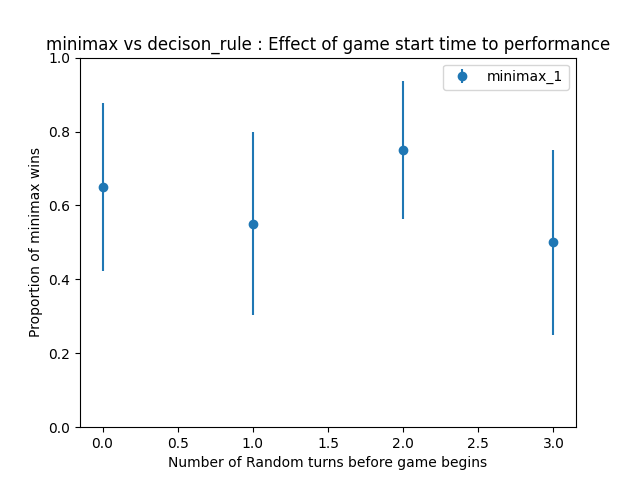 minimax vs decison_rule : Effect of game start time to performance
minimax_1
Proportion of minimax wins
1.0
0.8
0.6
0.4
0.2
0.0
0.0 0.5 1.0 1.5 2.0 2.5 3.0
Number of Random turns before game begins